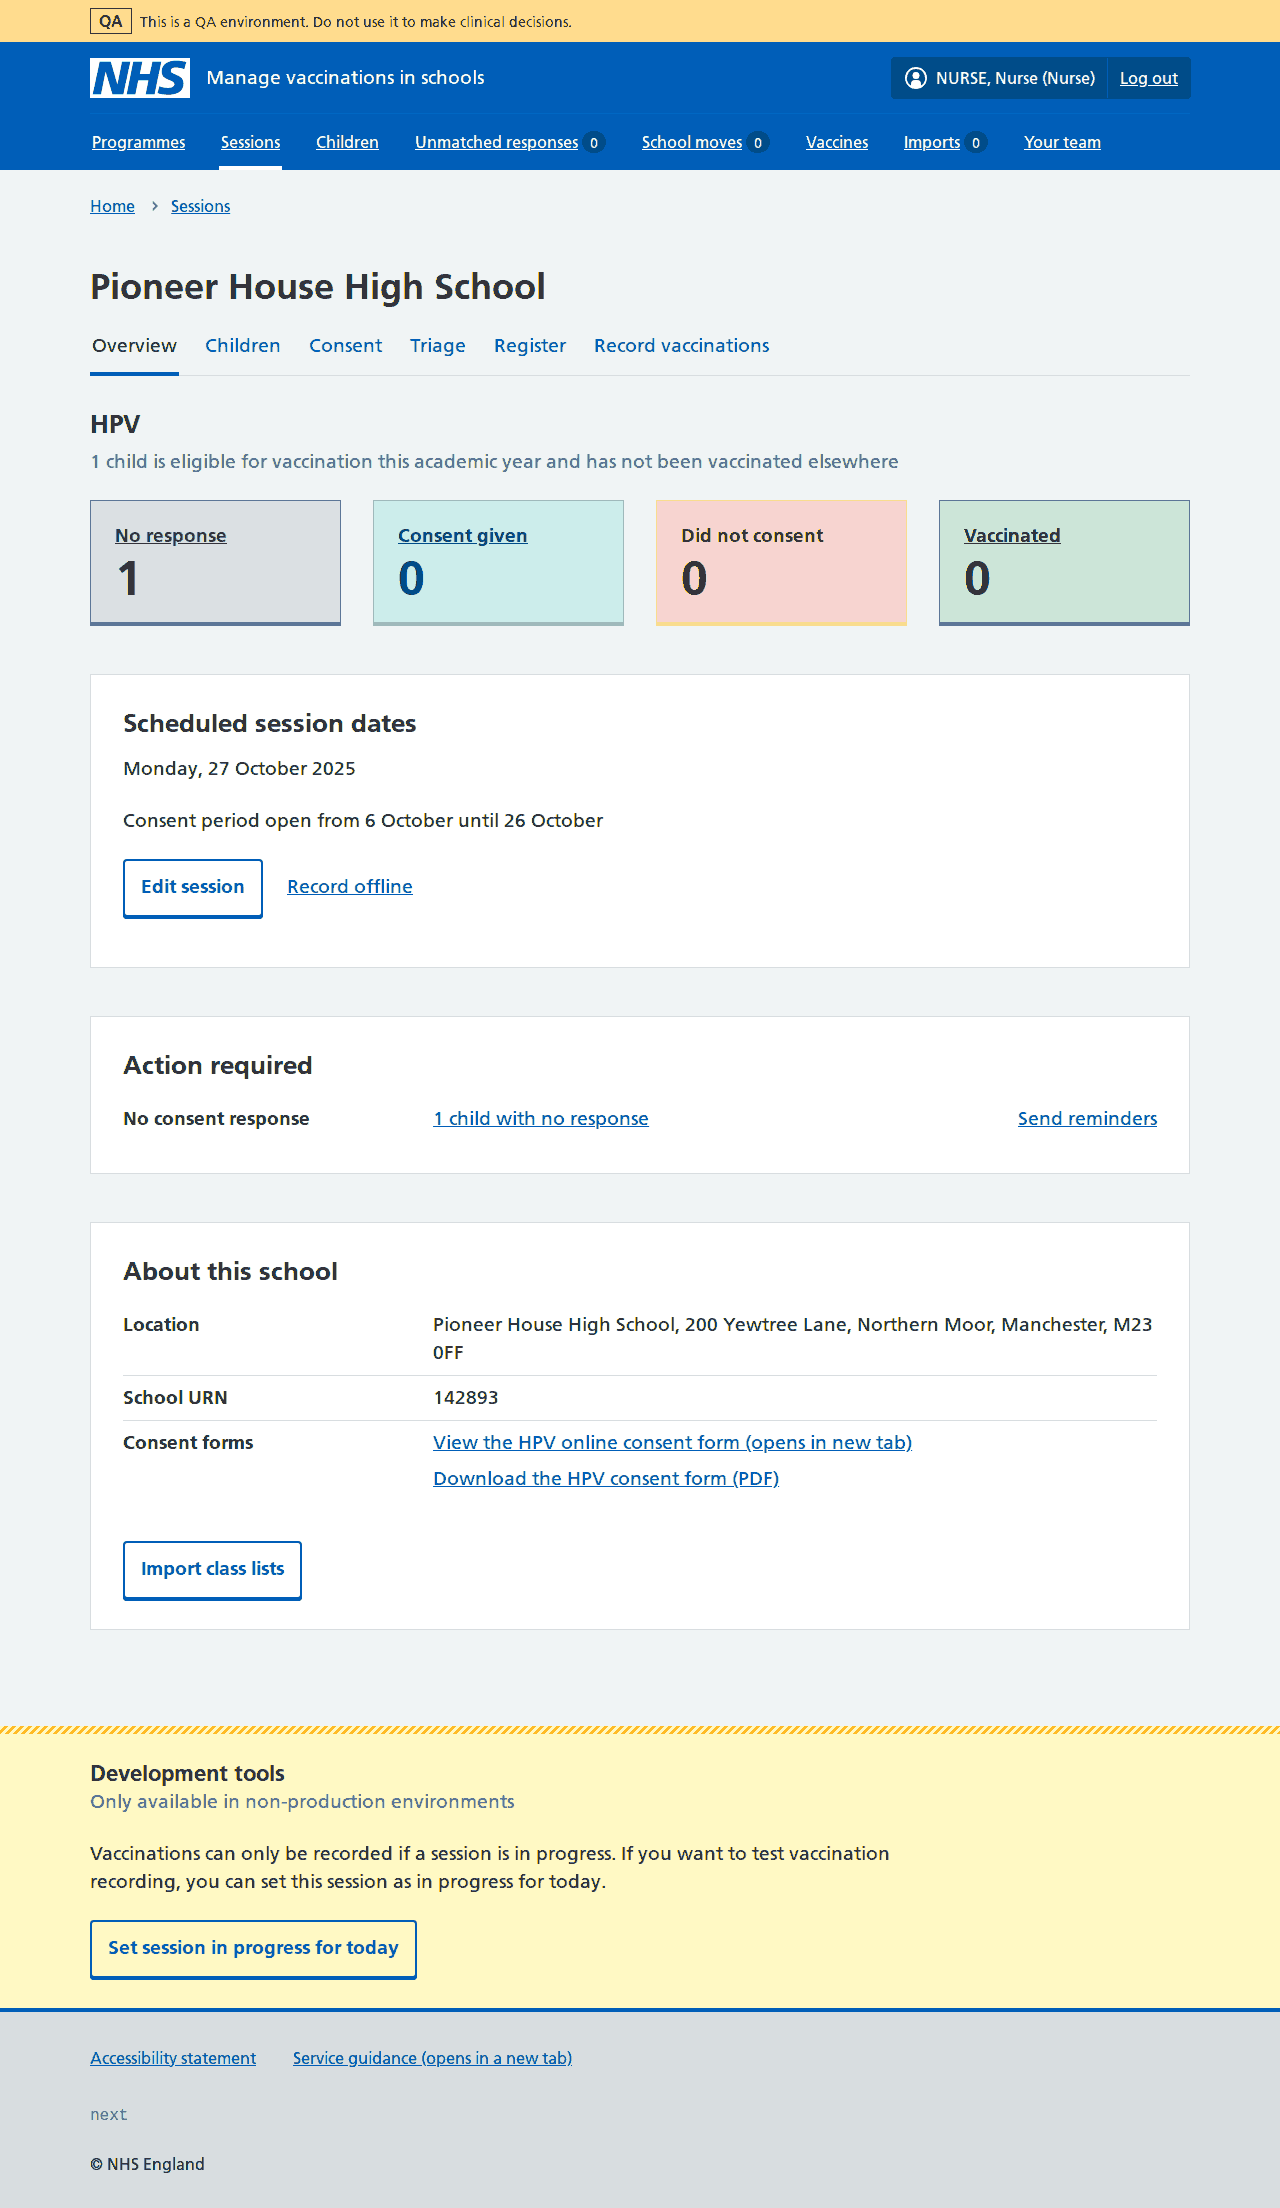 QA This is a QA environment. Do not use it to make clinical decisions.
NHS Manage vaccinations in schools NURSE, Nurse (Nurse) Log out
Programmes Sessions Children Unmatched responses 0 School moves 0 Vaccines Imports 0 Your team
Home > Sessions
Pioneer House High School
Overview Children Consent Triage Register Record vaccinations
HPV
1 child is eligible for vaccination this academic year and has not been vaccinated elsewhere
No response Consent given Did not consent Vaccinated
1 0 0 0
Scheduled session dates
Monday, 27 October 2025
Consent period open from 6 October until 26 October
Edit session Record offline
Action required
No consent response 1 child with no response Send reminders
About this school
Location Pioneer House High School, 200 Yewtree Lane, Northern Moor, Manchester, M23
0FF
School URN 142893
Consent forms View the HPV online consent form (opens in new tab)
Download the HPV consent form (PDF)
Import class lists
Development tools
Only available in non-production environments
Vaccinations can only be recorded if a session is in progress. If you want to test vaccination
recording, you can set this session as in progress for today.
Set session in progress for today
Accessibility statement Service guidance (opens in a new tab)
next
© NHS England